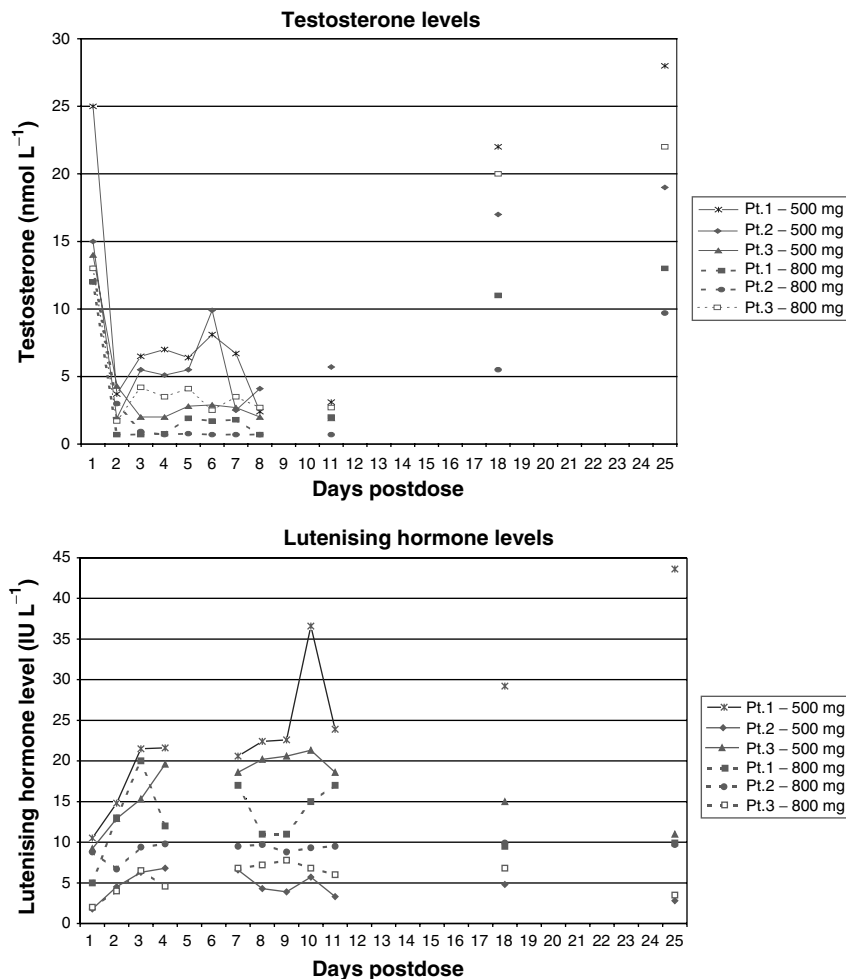 Testosterone levels
Testosterone (nmol L⁻¹)
30
25
20
15
10
5
0
1 2 3 4 5 6 7 8 9 10 11 12 13 14 15 16 17 18 19 20 21 22 23 24 25
Days postdose
Pt.1 – 500 mg
Pt.2 – 500 mg
Pt.3 – 500 mg
Pt.1 – 800 mg
Pt.2 – 800 mg
Pt.3 – 800 mg
Lutenising hormone levels
Lutenising hormone level (IU L⁻¹)
45
40
35
30
25
20
15
10
5
0
1 2 3 4 7 8 9 10 11 12 13 14 15 16 17 18 19 20 21 22 23 24 25
Days postdose
Pt.1 – 500 mg
Pt.2 – 500 mg
Pt.3 – 500 mg
Pt.1 – 800 mg
Pt.2 – 800 mg
Pt.3 – 800 mg